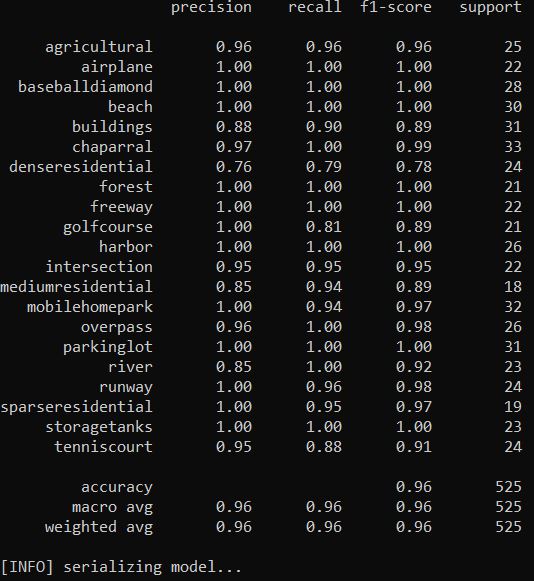 precision recall f1-score support
agricultural 0.96 0.96 0.96 25
airplane 1.00 1.00 1.00 22
baseballdiamond 1.00 1.00 1.00 28
beach 1.00 1.00 1.00 30
buildings 0.88 0.90 0.89 31
chaparral 0.97 1.00 0.99 33
denseresidential 0.76 0.79 0.78 24
forest 1.00 1.00 1.00 21
freeway 1.00 1.00 1.00 22
golfcourse 1.00 0.81 0.89 21
harbor 1.00 1.00 1.00 26
intersection 0.95 0.95 0.95 22
mediumresidential 0.85 0.94 0.89 18
mobilehomepark 1.00 0.94 0.97 32
overpass 0.96 1.00 0.98 26
parkinglot 1.00 1.00 1.00 31
river 0.85 1.00 0.92 23
runway 1.00 0.96 0.98 24
sparseresidential 1.00 0.95 0.97 19
storagetanks 1.00 1.00 1.00 23
tenniscourt 0.95 0.88 0.91 24
accuracy 0.96 525
macro avg 0.96 0.96 0.96 525
weighted avg 0.96 0.96 0.96 525
[INFO] serializing model...